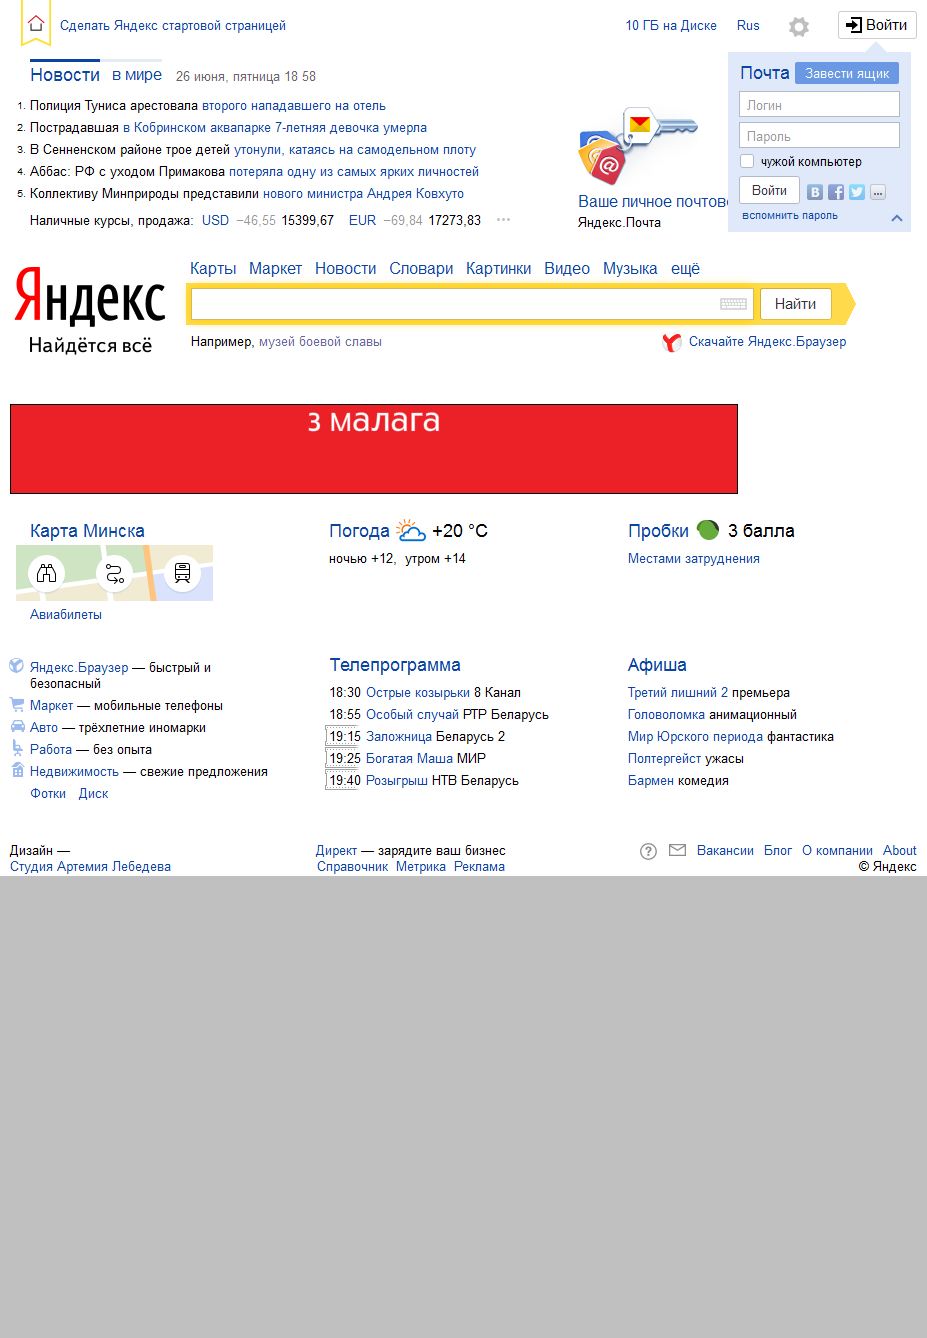 Сделать Яндекс стартовой страницей
10 ГБ на Диске Rus Войти
Новости в мире 26 июня, пятница 18 58
1. Полиция Туниса арестовала второго нападавшего на отель
2. Пострадавшая в Кобринском аквапарке 7-летняя девочка умерла
3. В Сенненском районе трое детей утонули, катаясь на самодельном плоту
4. Аббас: РФ с уходом Примакова потеряла одну из самых ярких личностей
5. Коллективу Минприроды представили нового министра Андрея Ковхуто
Наличные курсы, продажа: USD −46,55 15399,67 EUR −69,84 17273,83
Ваше личное почтов
Яндекс.Почта
Почта Завести ящик
Логин
Пароль
чужой компьютер
Войти
вспомнить пароль
Карты Маркет Новости Словари Картинки Видео Музыка ещё
Яндекс
Найдётся всё
Найти
Например, музей боевой славы
Скачайте Яндекс.Браузер
з малага
Карта Минска
Авиабилеты
Погода +20 °C
ночью +12, утром +14
Пробки 3 балла
Местами затруднения
Яндекс.Браузер — быстрый и
безопасный
Маркет — мобильные телефоны
Авто — трёхлетние иномарки
Работа — без опыта
Недвижимость — свежие предложения
Фотки Диск
Телепрограмма
18:30 Острые козырьки 8 Канал
18:55 Особый случай РТР Беларусь
19:15 Заложница Беларусь 2
19:25 Богатая Маша МИР
19:40 Розыгрыш НТВ Беларусь
Афиша
Третий лишний 2 премьера
Головоломка анимационный
Мир Юрского периода фантастика
Полтергейст ужасы
Бармен комедия
Дизайн —
Студия Артемия Лебедева
Директ — зарядите ваш бизнес
Справочник Метрика Реклама
Вакансии Блог О компании About
© Яндекс